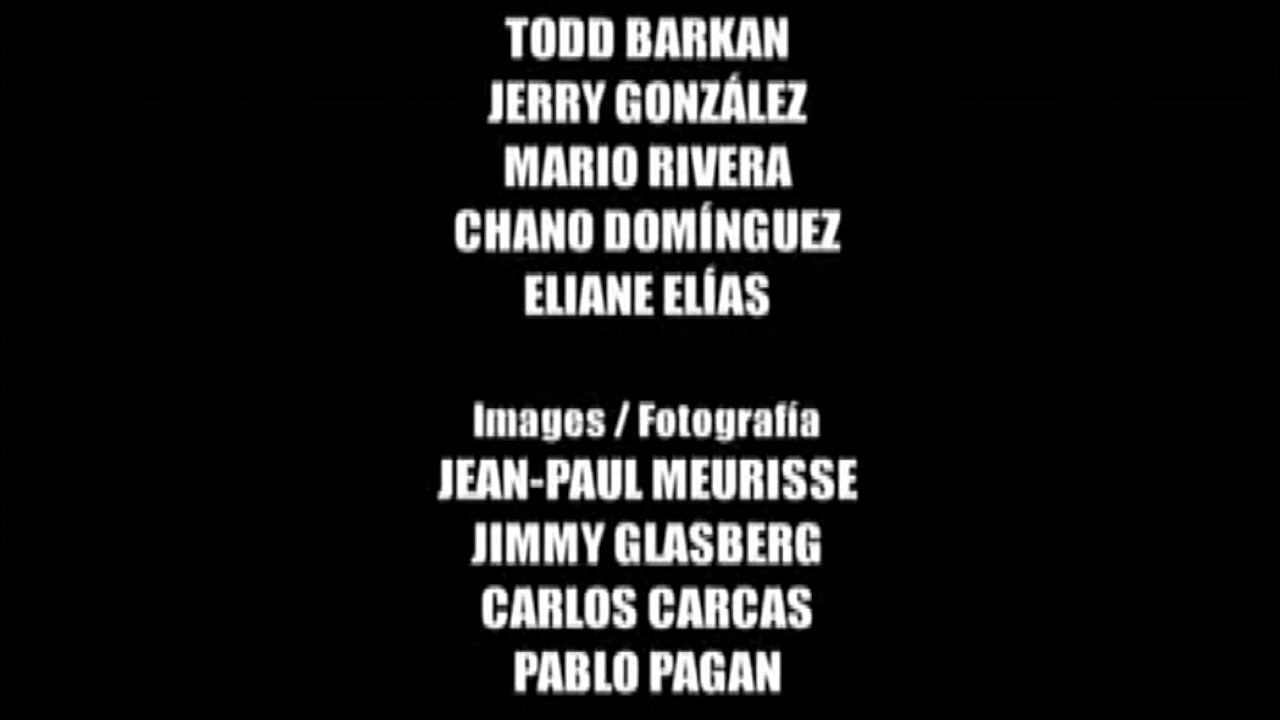 TODD BARKAN
JERRY GONZÁLEZ
MARIO RIVERA
CHANO DOMÍNGUEZ
ELIANE ELÍAS
Images / Fotografía
JEAN-PAUL MEURISSE
JIMMY GLASBERG
CARLOS CARCAS
PABLO PAGAN